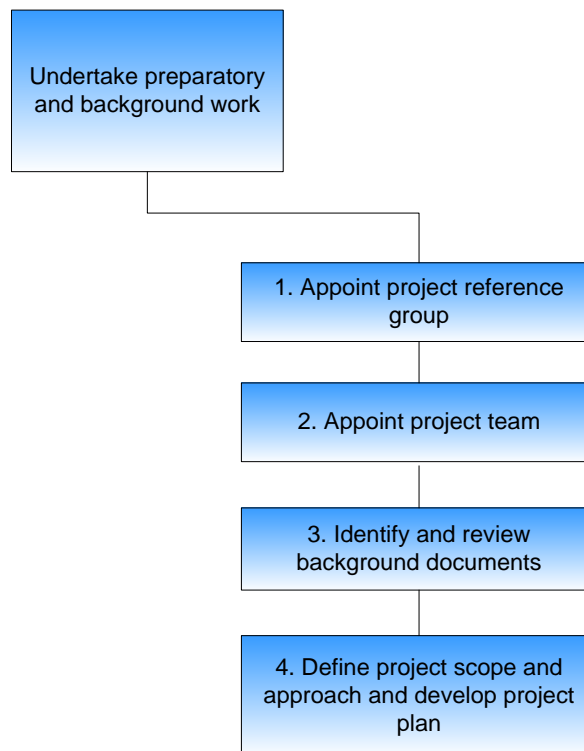 Undertake preparatory
and background work
1. Appoint project reference
group
2. Appoint project team
3. Identify and review
background documents
4. Define project scope and
approach and develop project
plan